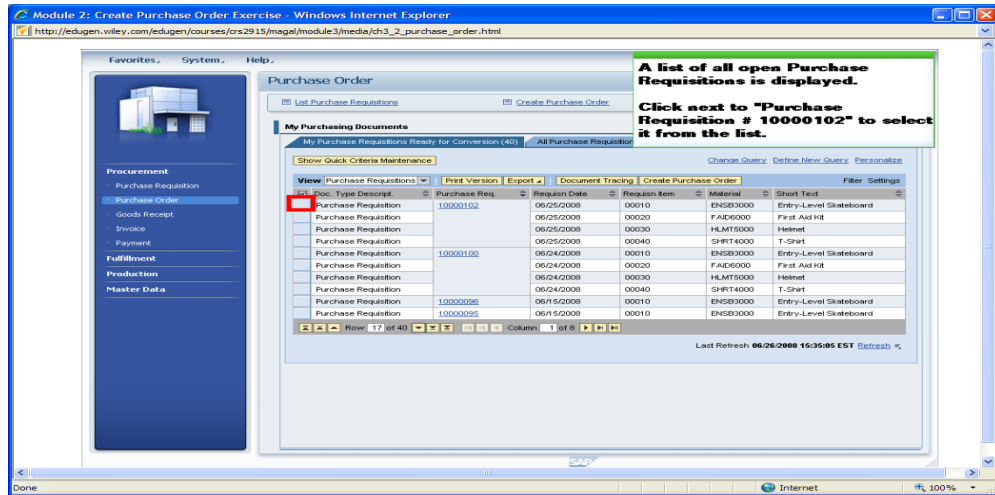 Module 2: Create Purchase Order Exercise - Windows Internet Explorer
http://edugen.wiley.com/edugen/courses/crs2915/magal/module3/media/ch3_2_purchase_order.html
Favorites System Help
A list of all open Purchase
Requisitions is displayed.
Click next to "Purchase
Requisition # 10000102" to select
it from the list.
Purchase Order
List Purchase Requisitions Create Purchase Order
My Purchasing Documents
My Purchase Requisitions Ready for Conversion (40) All Purchase Requisition
Show Quick Criteria Maintenance Change Query Define New Query Personalize
View Purchase Requisitions Print Version Export Document Tracing Create Purchase Order Filter Settings
Doc. Type Descript. Purchase Req. Requisn Date Requisn Item Material Short Text
Purchase Requisition 10000102 06/25/2008 00010 ENSB3000 Entry-Level Skateboard
Purchase Requisition 06/25/2008 00020 FAID6000 First Aid Kit
Purchase Requisition 06/25/2008 00030 HLMT5000 Helmet
Purchase Requisition 06/25/2008 00040 SHRT4000 T-Shirt
Purchase Requisition 10000100 06/24/2008 00010 ENSB3000 Entry-Level Skateboard
Purchase Requisition 06/24/2008 00020 FAID6000 First Aid Kit
Purchase Requisition 06/24/2008 00030 HLMT5000 Helmet
Purchase Requisition 06/24/2008 00040 SHRT4000 T-Shirt
Purchase Requisition 10000096 06/15/2008 00010 ENSB3000 Entry-Level Skateboard
Purchase Requisition 10000095 06/15/2008 00010 ENSB3000 Entry-Level Skateboard
Row 17 of 40 Column 1 of 8
Last Refresh 06/26/2008 15:35:05 EST Refresh
Procurement
Purchase Requisition
Purchase Order
Goods Receipt
Invoice
Payment
Fulfillment
Production
Master Data
SAP
Done Internet 100%